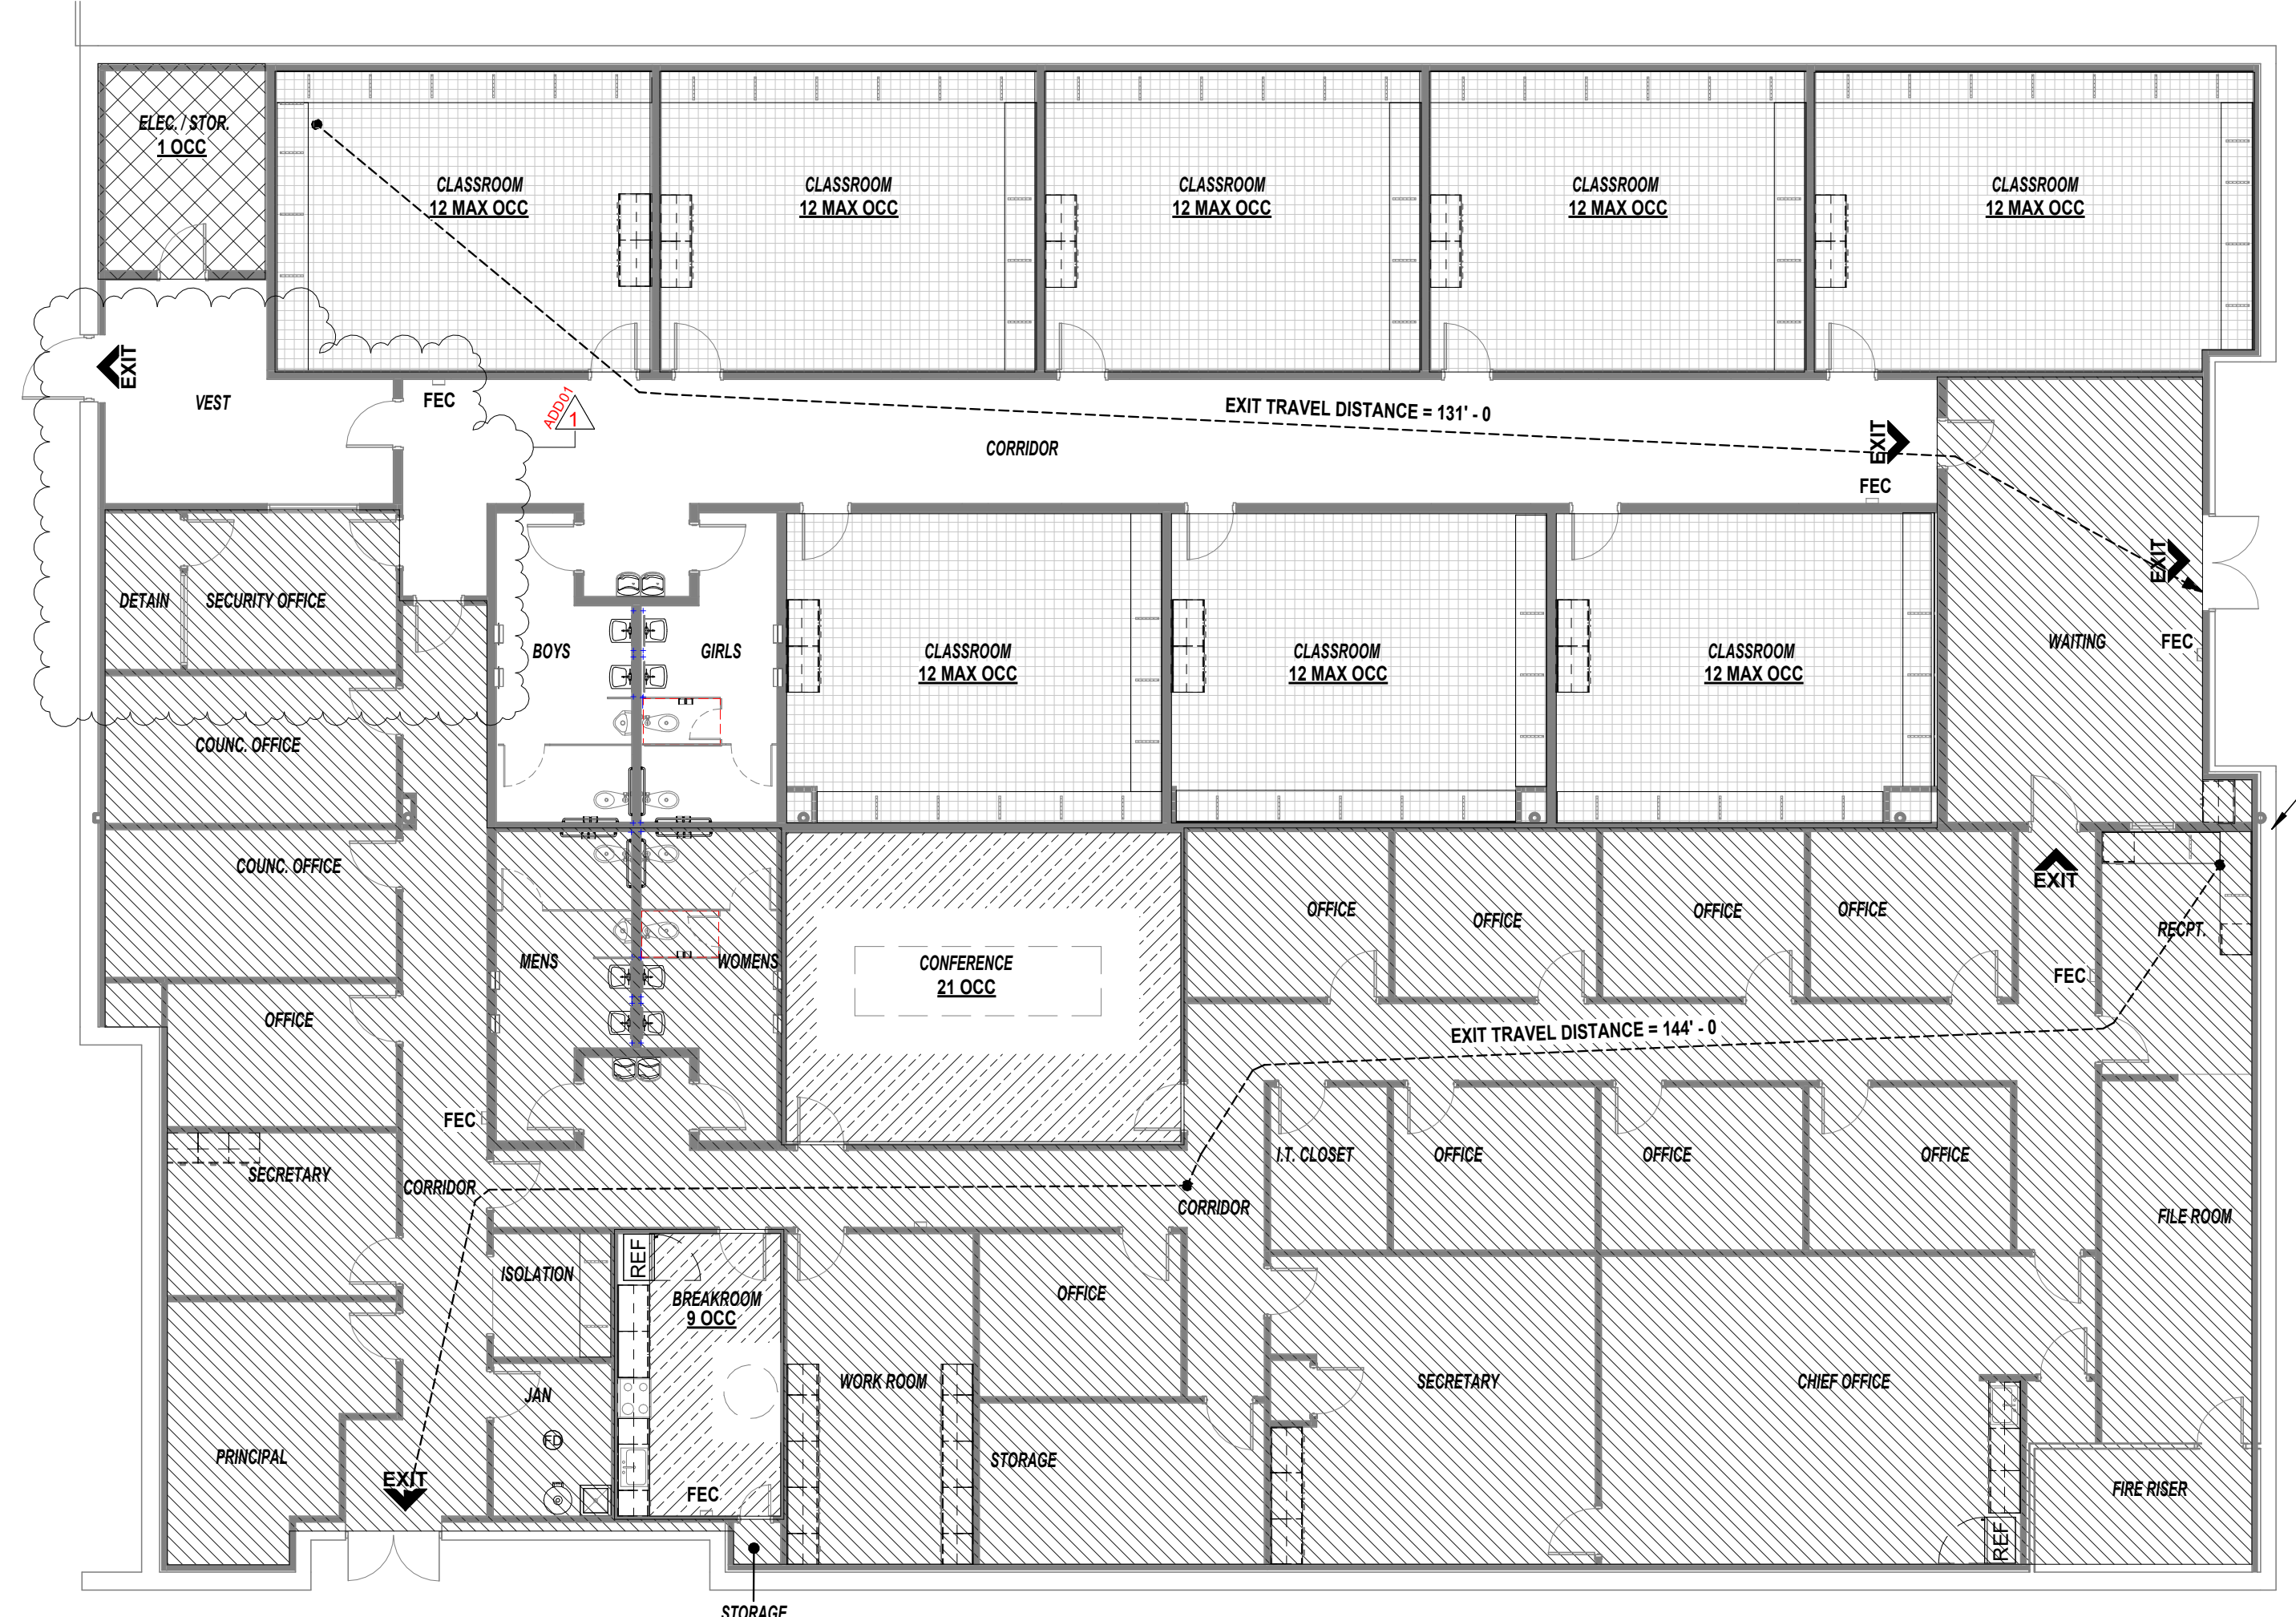 ELEC. / STOR.
1 OCC
CLASSROOM
12 MAX OCC
CLASSROOM
12 MAX OCC
CLASSROOM
12 MAX OCC
CLASSROOM
12 MAX OCC
CLASSROOM
12 MAX OCC
EXIT
VEST
FEC
ADD01
1
EXIT TRAVEL DISTANCE = 131' - 0
CORRIDOR
EXIT
FEC
EXIT
DETAIN
SECURITY OFFICE
BOYS
GIRLS
CLASSROOM
12 MAX OCC
CLASSROOM
12 MAX OCC
CLASSROOM
12 MAX OCC
WAITING
FEC
COUNC. OFFICE
COUNC. OFFICE
EXIT
OFFICE
OFFICE
OFFICE
OFFICE
RECPT.
MENS
WOMENS
CONFERENCE
21 OCC
FEC
OFFICE
EXIT TRAVEL DISTANCE = 144' - 0
FEC
I.T. CLOSET
OFFICE
OFFICE
OFFICE
SECRETARY
CORRIDOR
CORRIDOR
FILE ROOM
ISOLATION
REF
BREAKROOM
9 OCC
OFFICE
JAN
WORK ROOM
SECRETARY
CHIEF OFFICE
FD
PRINCIPAL
STORAGE
EXIT
FEC
FIRE RISER
REF
STORAGE